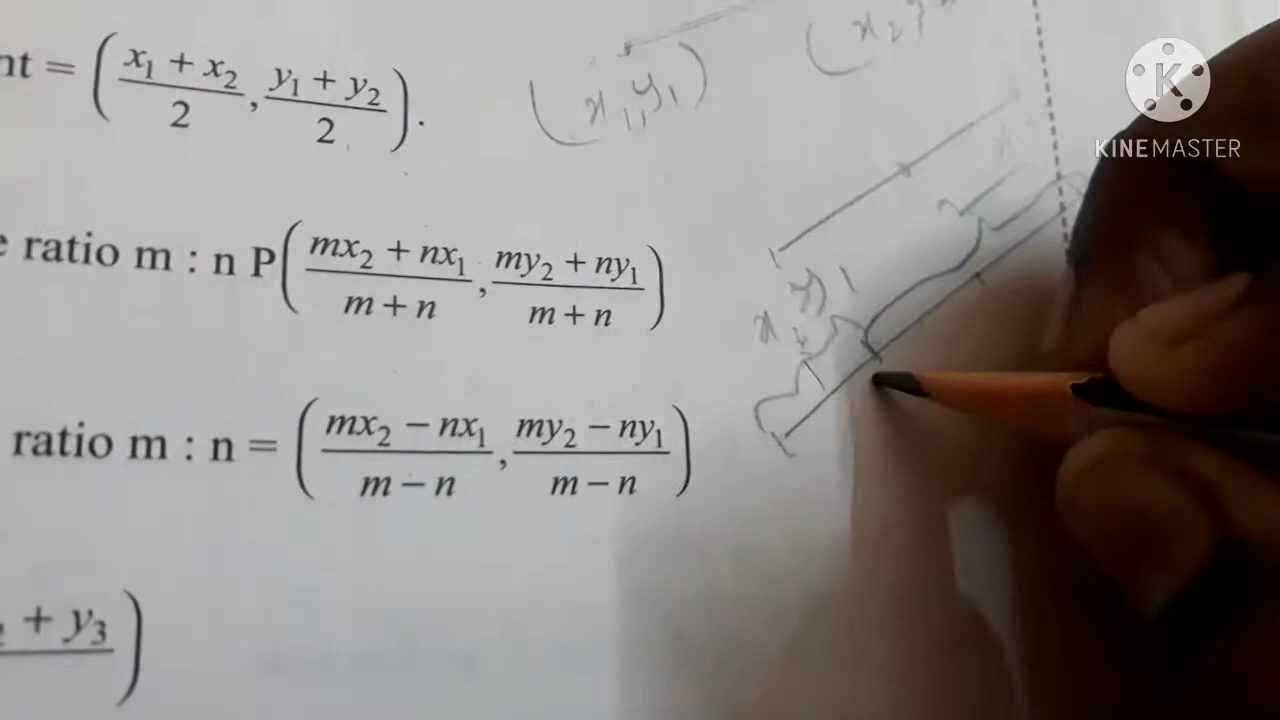 nt = ( x₁ + x₂ / 2 , y₁ + y₂ / 2 ).
(x₁, y₁)
(x₂,
KINEMASTER
ratio m : n P( mx₂ + nx₁ / m + n , my₂ + ny₁ / m + n )
ratio m : n = ( mx₂ − nx₁ / m − n , my₂ − ny₁ / m − n )
+ y₃ )